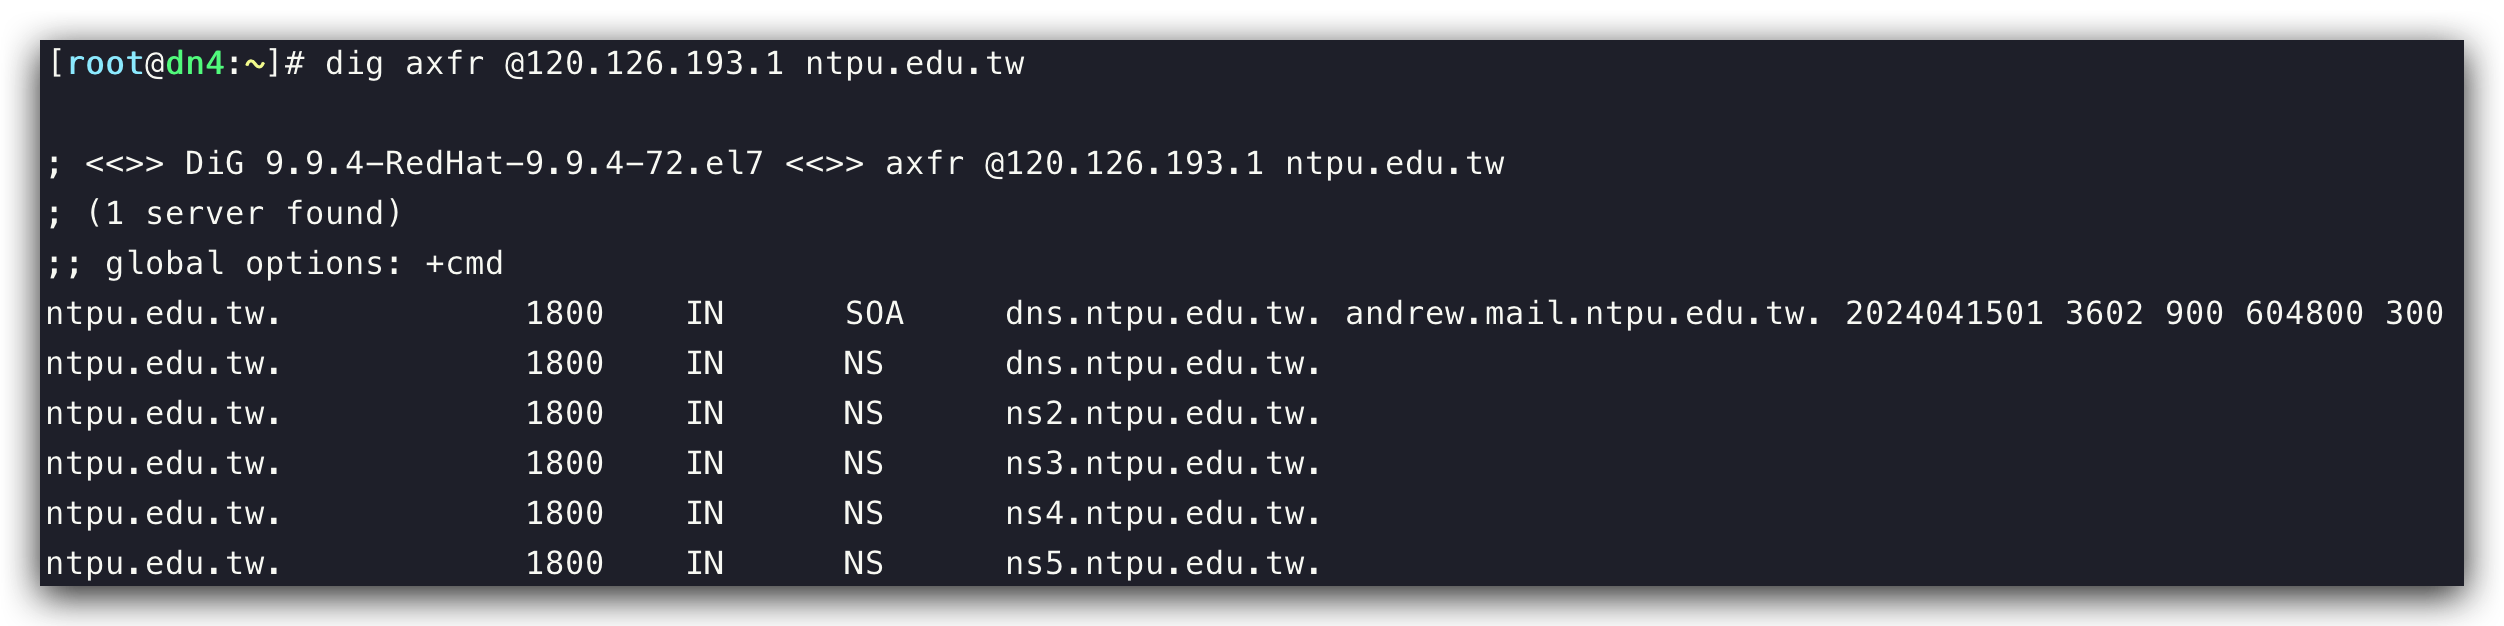 [root@dn4:~]# dig axfr @120.126.193.1 ntpu.edu.tw
; <<>> DiG 9.9.4-RedHat-9.9.4-72.el7 <<>> axfr @120.126.193.1 ntpu.edu.tw
; (1 server found)
;; global options: +cmd
ntpu.edu.tw. 1800 IN SOA dns.ntpu.edu.tw. andrew.mail.ntpu.edu.tw. 2024041501 3602 900 604800 300
ntpu.edu.tw. 1800 IN NS dns.ntpu.edu.tw.
ntpu.edu.tw. 1800 IN NS ns2.ntpu.edu.tw.
ntpu.edu.tw. 1800 IN NS ns3.ntpu.edu.tw.
ntpu.edu.tw. 1800 IN NS ns4.ntpu.edu.tw.
ntpu.edu.tw. 1800 IN NS ns5.ntpu.edu.tw.